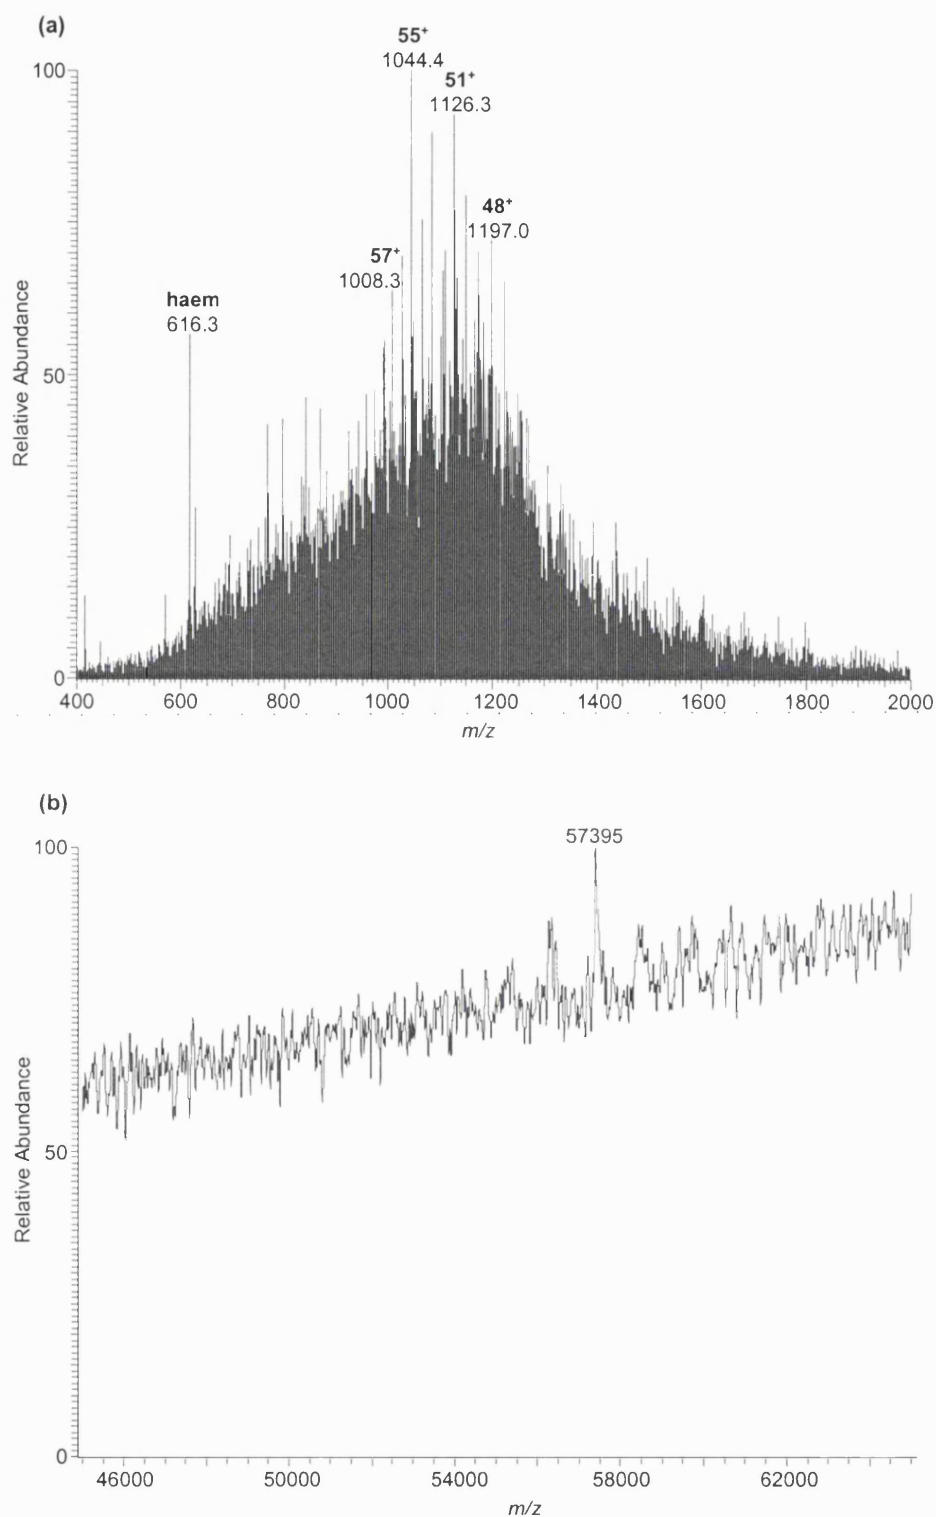 (a)
55⁺
1044.4
51⁺
1126.3
48⁺
1197.0
57⁺
1008.3
haem
616.3
100
50
0
Relative Abundance
400 600 800 1000 1200 1400 1600 1800 2000
m/z
(b)
57395
100
50
0
Relative Abundance
46000 50000 54000 58000 62000
m/z